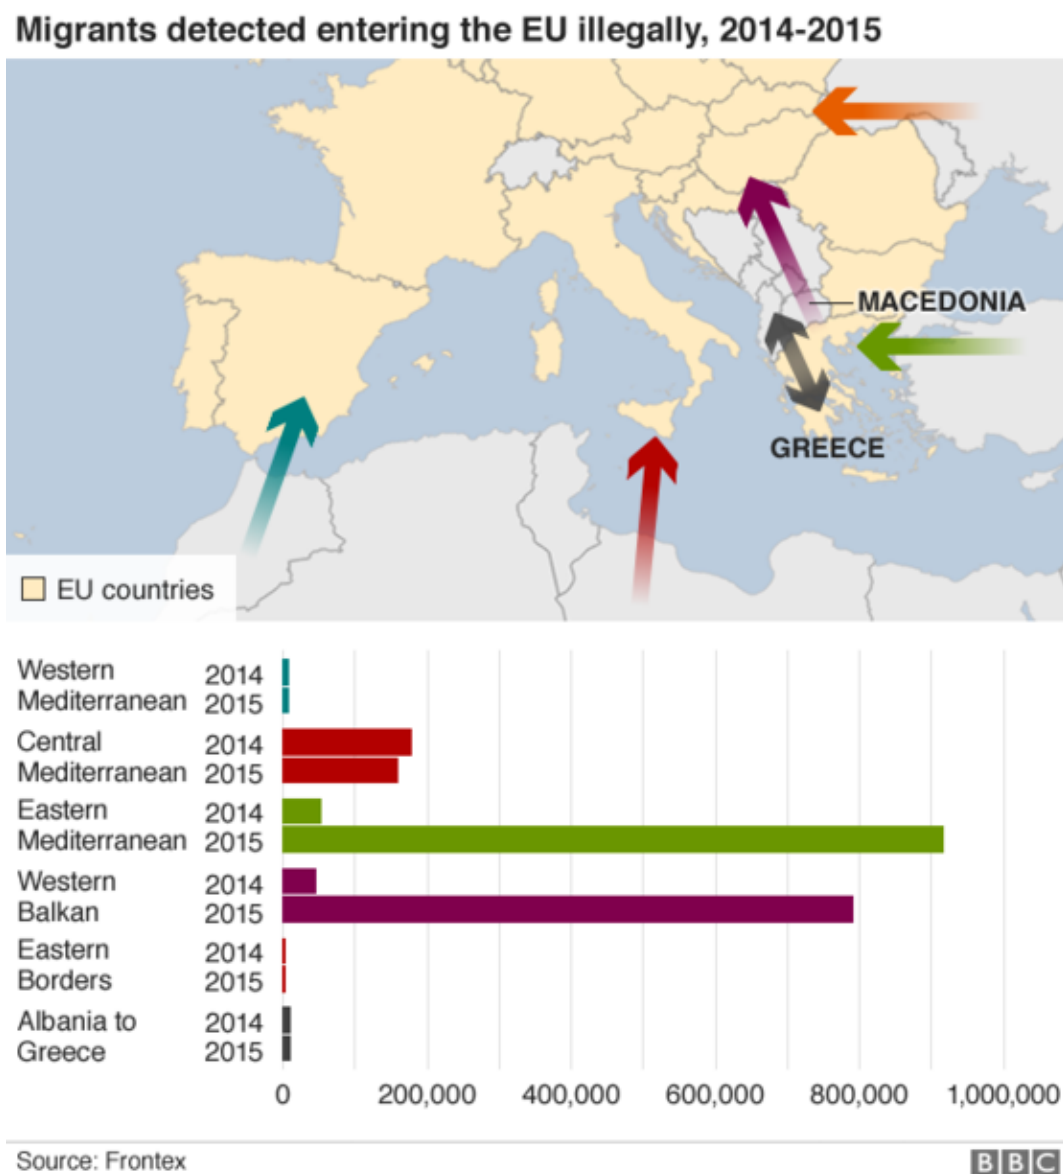 Migrants detected entering the EU illegally, 2014-2015
MACEDONIA
GREECE
EU countries
Western 2014
Mediterranean 2015
Central 2014
Mediterranean 2015
Eastern 2014
Mediterranean 2015
Western 2014
Balkan 2015
Eastern 2014
Borders 2015
Albania to 2014
Greece 2015
0 200,000 400,000 600,000 800,000 1,000,000
Source: Frontex BBC